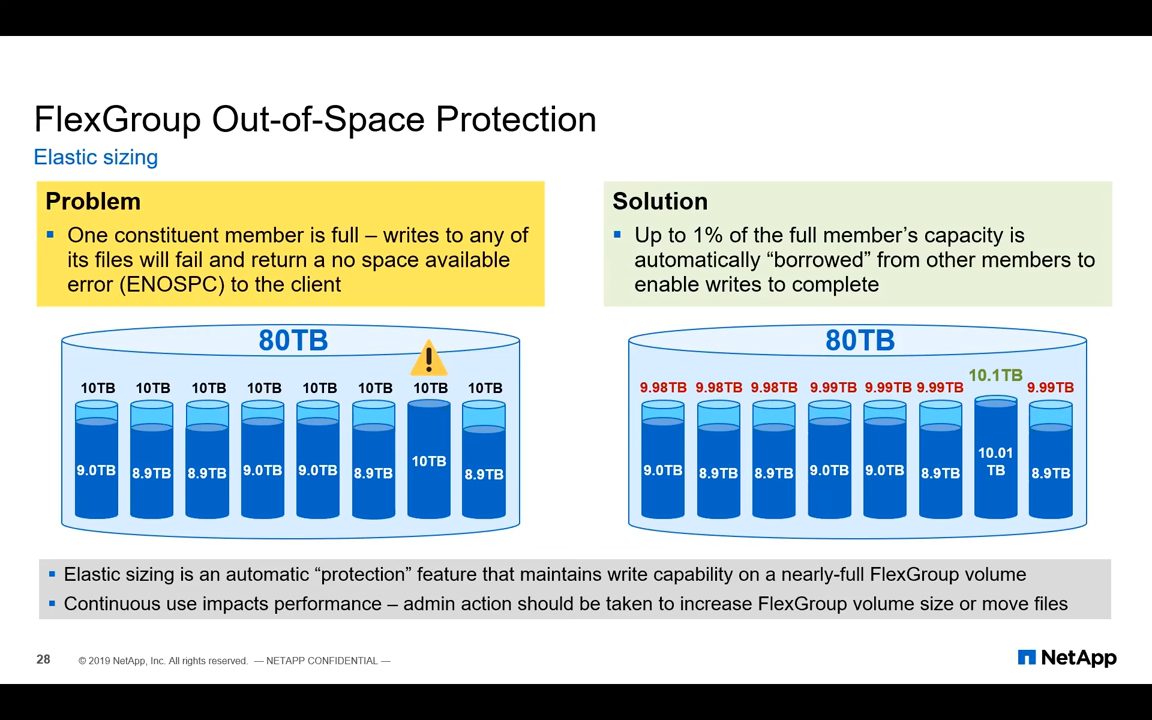 FlexGroup Out-of-Space Protection
Elastic sizing
Problem
▪ One constituent member is full – writes to any of
its files will fail and return a no space available
error (ENOSPC) to the client
Solution
▪ Up to 1% of the full member’s capacity is
automatically “borrowed” from other members to
enable writes to complete
80TB
10TB 10TB 10TB 10TB 10TB 10TB 10TB 10TB
9.0TB 8.9TB 8.9TB 9.0TB 9.0TB 8.9TB 10TB 8.9TB
80TB
9.98TB 9.98TB 9.98TB 9.99TB 9.99TB 9.99TB 10.1TB 9.99TB
9.0TB 8.9TB 8.9TB 9.0TB 9.0TB 8.9TB 10.01 8.9TB
TB
▪ Elastic sizing is an automatic “protection” feature that maintains write capability on a nearly-full FlexGroup volume
▪ Continuous use impacts performance – admin action should be taken to increase FlexGroup volume size or move files
28 © 2019 NetApp, Inc. All rights reserved. — NETAPP CONFIDENTIAL —
NetApp